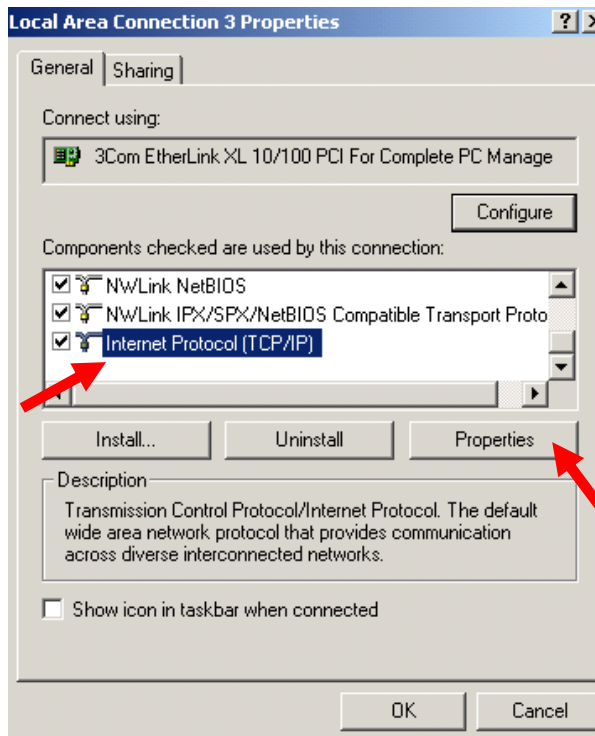 Local Area Connection 3 Properties
General
Sharing
Connect using:
3Com EtherLink XL 10/100 PCI For Complete PC Manage
Configure
Components checked are used by this connection:
NWLink NetBIOS
NWLink IPX/SPX/NetBIOS Compatible Transport Proto
Internet Protocol (TCP/IP)
Install... Uninstall Properties
Description
Transmission Control Protocol/Internet Protocol. The default
wide area network protocol that provides communication
across diverse interconnected networks.
Show icon in taskbar when connected
OK Cancel